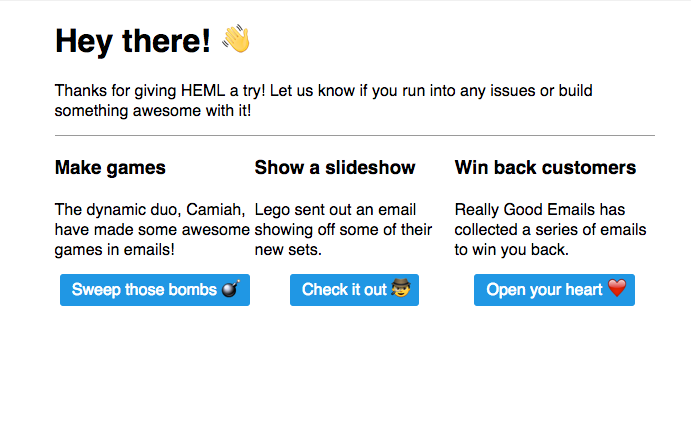 Hey there! 👋
Thanks for giving HEML a try! Let us know if you run into any issues or build
something awesome with it!
Make games
The dynamic duo, Camiah,
have made some awesome
games in emails!
Sweep those bombs 💣
Show a slideshow
Lego sent out an email
showing off some of their
new sets.
Check it out 🤠
Win back customers
Really Good Emails has
collected a series of emails
to win you back.
Open your heart ❤️